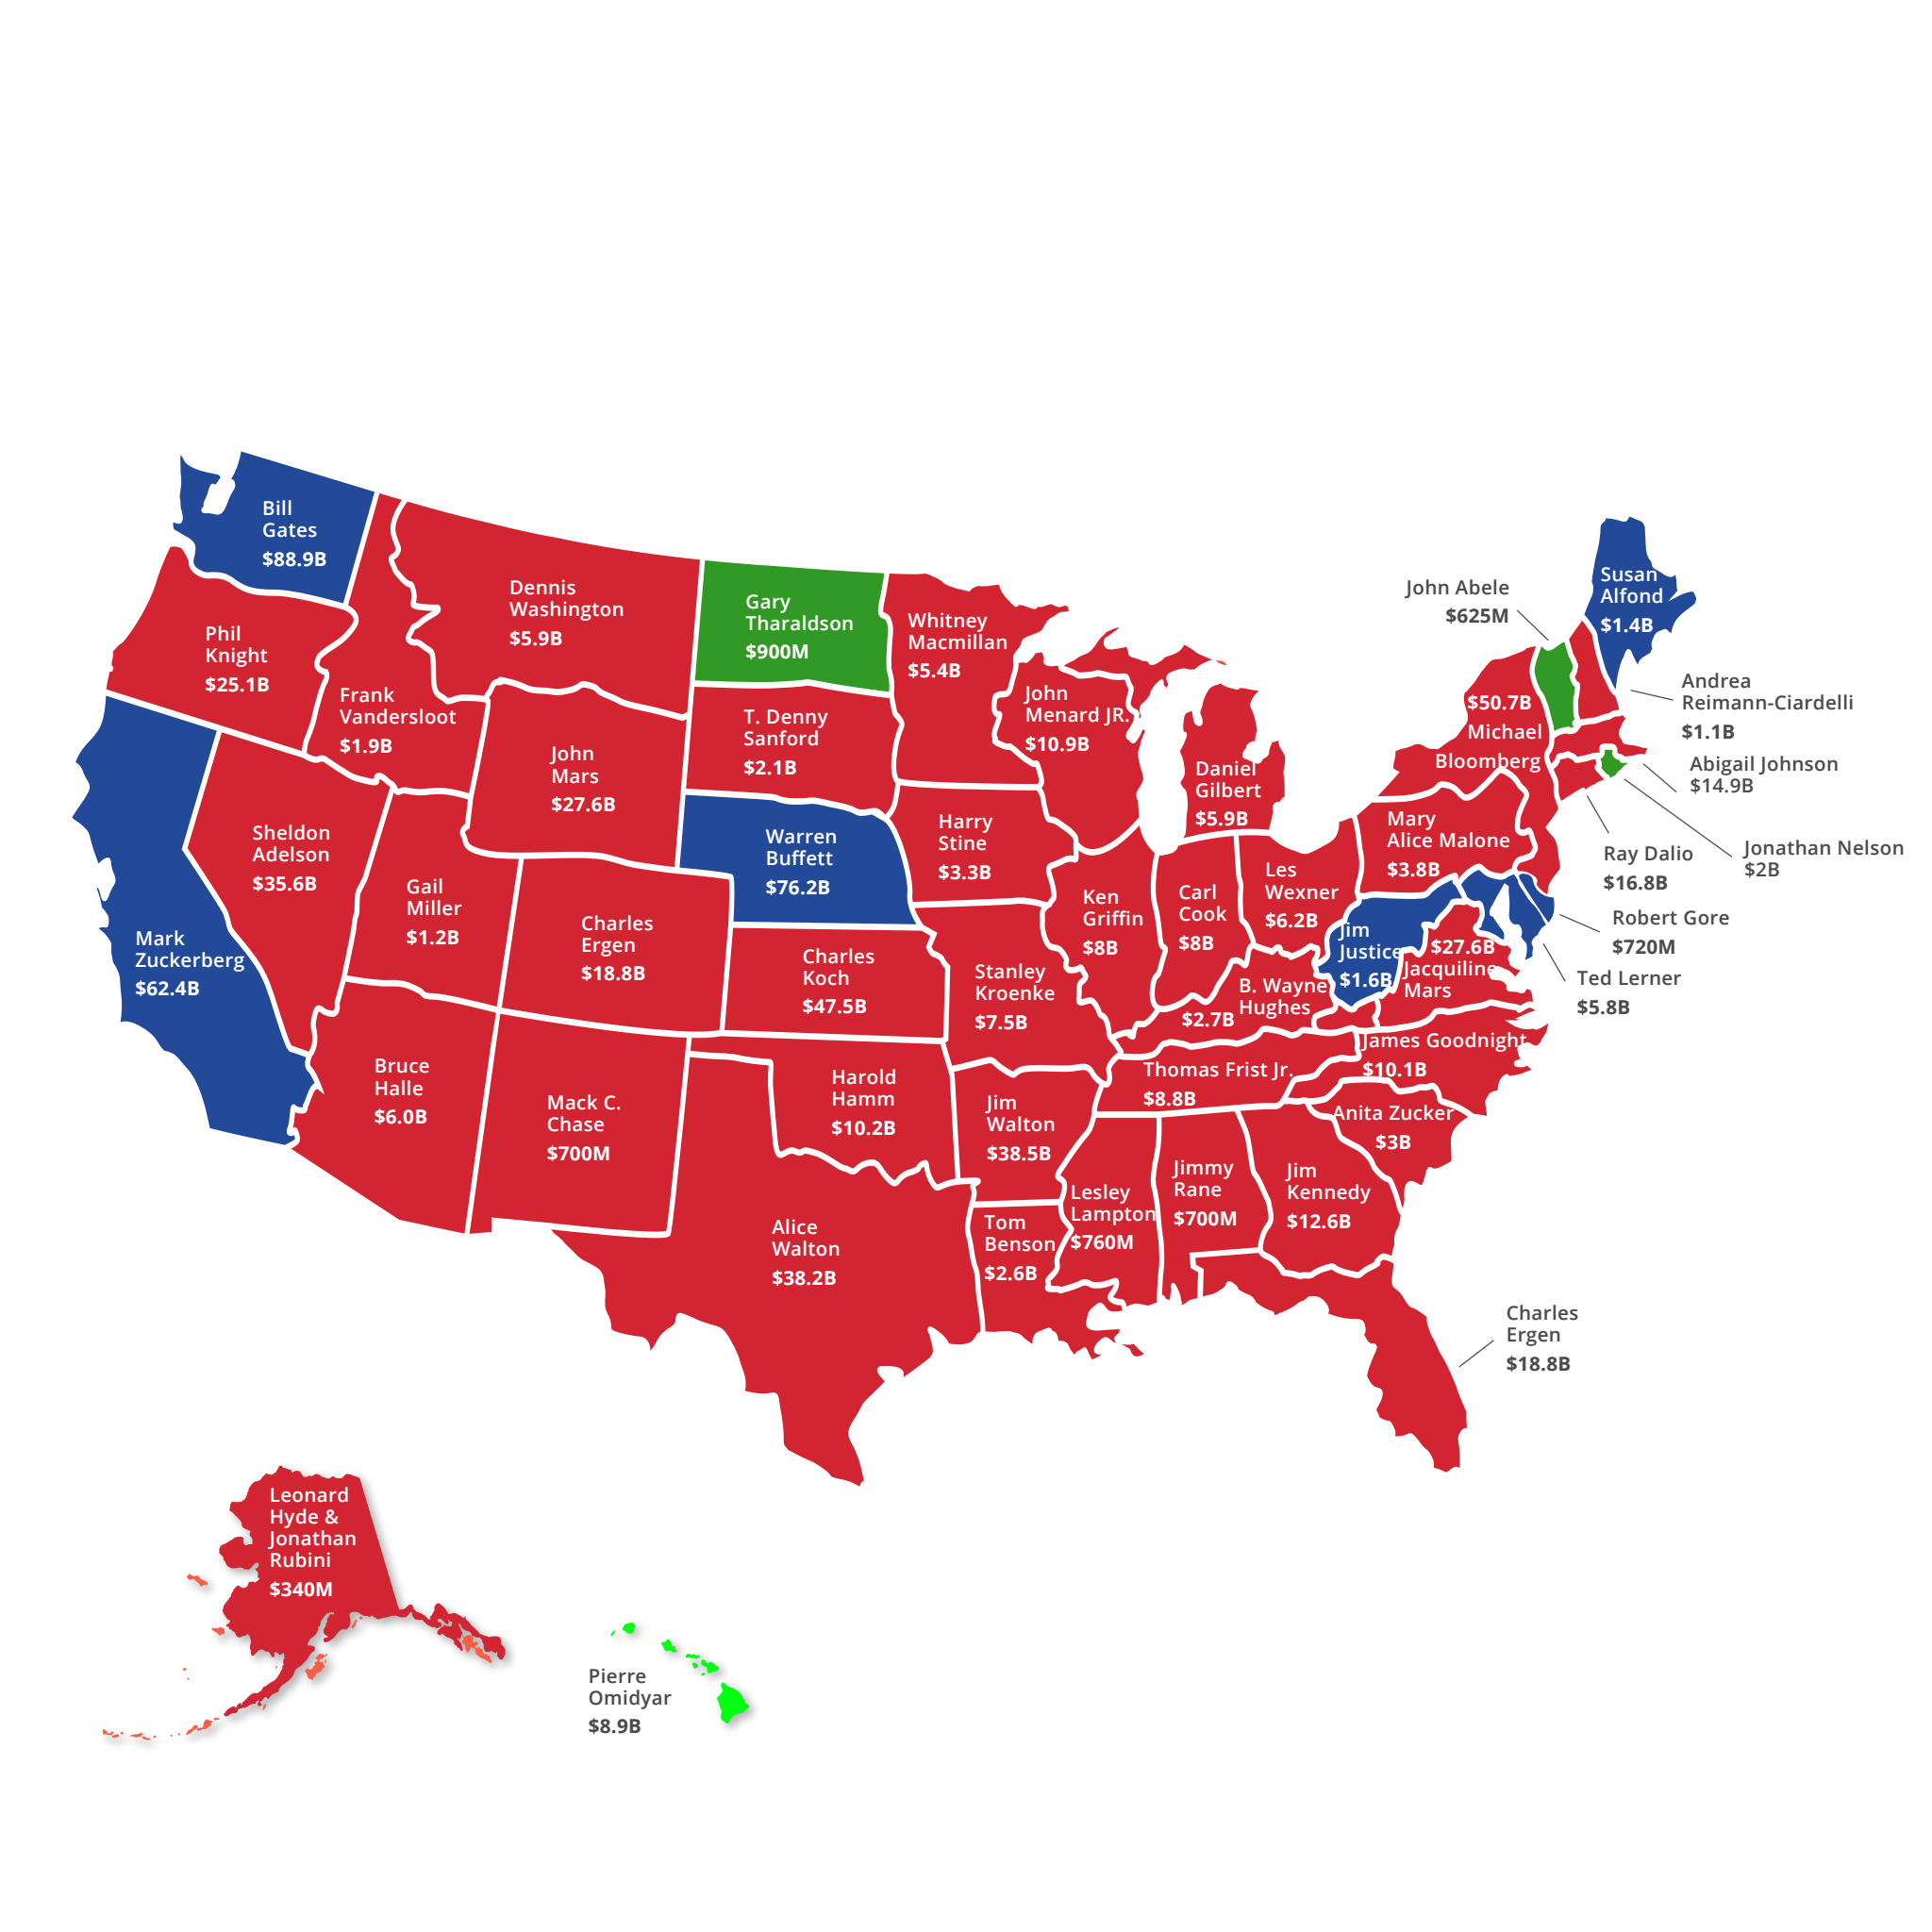 Bill
Gates
$88.9B
Phil
Knight
$25.1B
Frank
Vandersloot
$1.9B
Dennis
Washington
$5.9B
Gary
Tharaldson
$900M
Whitney
Macmillan
$5.4B
John
Menard JR.
$10.9B
John Abele
$625M
Susan
Alfond
$1.4B
Andrea
Reimann-Ciardelli
$1.1B
$50.7B
Michael
Bloomberg
Abigail Johnson
$14.9B
Jonathan Nelson
$2B
Ray Dalio
$16.8B
Robert Gore
$720M
Ted Lerner
$5.8B
John
Mars
$27.6B
T. Denny
Sanford
$2.1B
Daniel
Gilbert
$5.9B
Mary
Alice Malone
$3.8B
Sheldon
Adelson
$35.6B
Warren
Buffett
$76.2B
Harry
Stine
$3.3B
Ken
Griffin
$8B
Carl
Cook
$8B
Les
Wexner
$6.2B
Jim
Justice
$1.6B
$27.6B
Jacquiline
Mars
Mark
Zuckerberg
$62.4B
Gail
Miller
$1.2B
Charles
Ergen
$18.8B
Charles
Koch
$47.5B
Stanley
Kroenke
$7.5B
B. Wayne
Hughes
$2.7B
Bruce
Halle
$6.0B
Mack C.
Chase
$700M
Harold
Hamm
$10.2B
Jim
Walton
$38.5B
Thomas Frist Jr.
$8.8B
James Goodnight
$10.1B
Anita Zucker
$3B
Alice
Walton
$38.2B
Tom
Benson
$2.6B
Lesley
Lampton
$760M
Jimmy
Rane
$700M
Jim
Kennedy
$12.6B
Charles
Ergen
$18.8B
Leonard
Hyde &
Jonathan
Rubini
$340M
Pierre
Omidyar
$8.9B